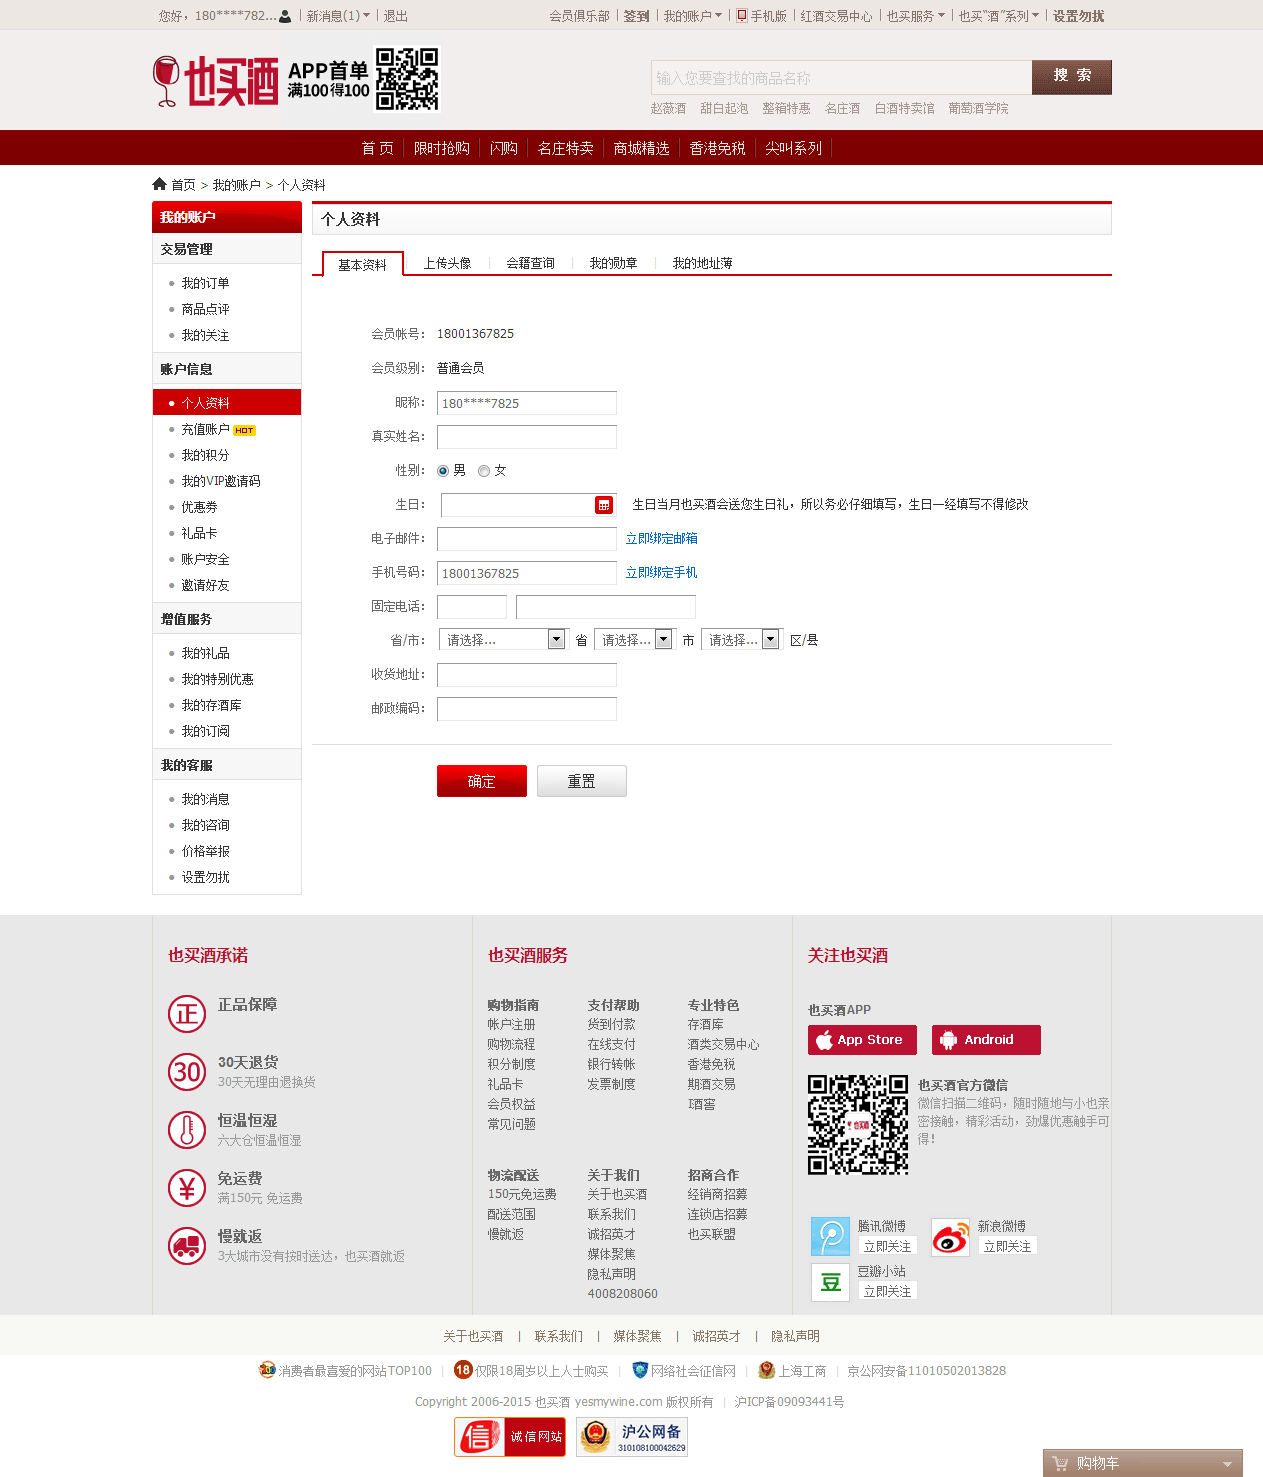 您好，180****782... 新消息(1) 退出 会员俱乐部 签到 我的账户 手机版 红酒交易中心 也买服务 也买“酒”系列 设置勿扰
也买酒 APP首单 满100得100
输入您要查找的商品名称 搜 索
赵薇酒 甜白起泡 整箱特惠 名庄酒 白酒特卖馆 葡萄酒学院
首 页 限时抢购 闪购 名庄特卖 商城精选 香港免税 尖叫系列
首页 > 我的账户 > 个人资料
我的账户
交易管理
我的订单
商品点评
我的关注
账户信息
个人资料
充值账户 HOT
我的积分
我的VIP邀请码
优惠券
礼品卡
账户安全
邀请好友
增值服务
我的礼品
我的特别优惠
我的存酒库
我的订阅
我的客服
我的消息
我的咨询
价格举报
设置勿扰
个人资料
基本资料 上传头像 会籍查询 我的勋章 我的地址薄
会员帐号： 18001367825
会员级别： 普通会员
昵称： 180****7825
真实姓名：
性别： 男 女
生日： 生日当月也买酒会送您生日礼，所以务必仔细填写，生日一经填写不得修改
电子邮件： 立即绑定邮箱
手机号码： 18001367825 立即绑定手机
固定电话：
省/市： 请选择... 省 请选择... 市 请选择... 区/县
收货地址：
邮政编码：
确定 重置
也买酒承诺
正 正品保障
30 30天退货
30天无理由退换货
恒温恒湿
六大仓恒温恒湿
¥ 免运费
满150元 免运费
慢就返
3大城市没有按时送达，也买酒就返
也买酒服务
购物指南 支付帮助 专业特色
帐户注册 货到付款 存酒库
购物流程 在线支付 酒类交易中心
积分制度 银行转帐 香港免税
礼品卡 发票制度 期酒交易
会员权益 I酒窖
常见问题
物流配送 关于我们 招商合作
150元免运费 关于也买酒 经销商招募
配送范围 联系我们 连锁店招募
慢就返 诚招英才 也买联盟
媒体聚焦
隐私声明
4008208060
关注也买酒
也买酒APP
App Store Android
也买酒
也买酒官方微信
微信扫描二维码，随时随地与小也亲
密接触，精彩活动，劲爆优惠触手可
得！
腾讯微博 立即关注 新浪微博 立即关注
豆 豆瓣小站 立即关注
关于也买酒 | 联系我们 | 媒体聚焦 | 诚招英才 | 隐私声明
消费者最喜爱的网站TOP100 | 18 仅限18周岁以上人士购买 | 网络社会征信网 | 上海工商 | 京公网安备11010502013828
Copyright 2006-2015 也买酒 yesmywine.com 版权所有 | 沪ICP备09093441号
信 诚信网站 沪公网备 310108100042629
购物车